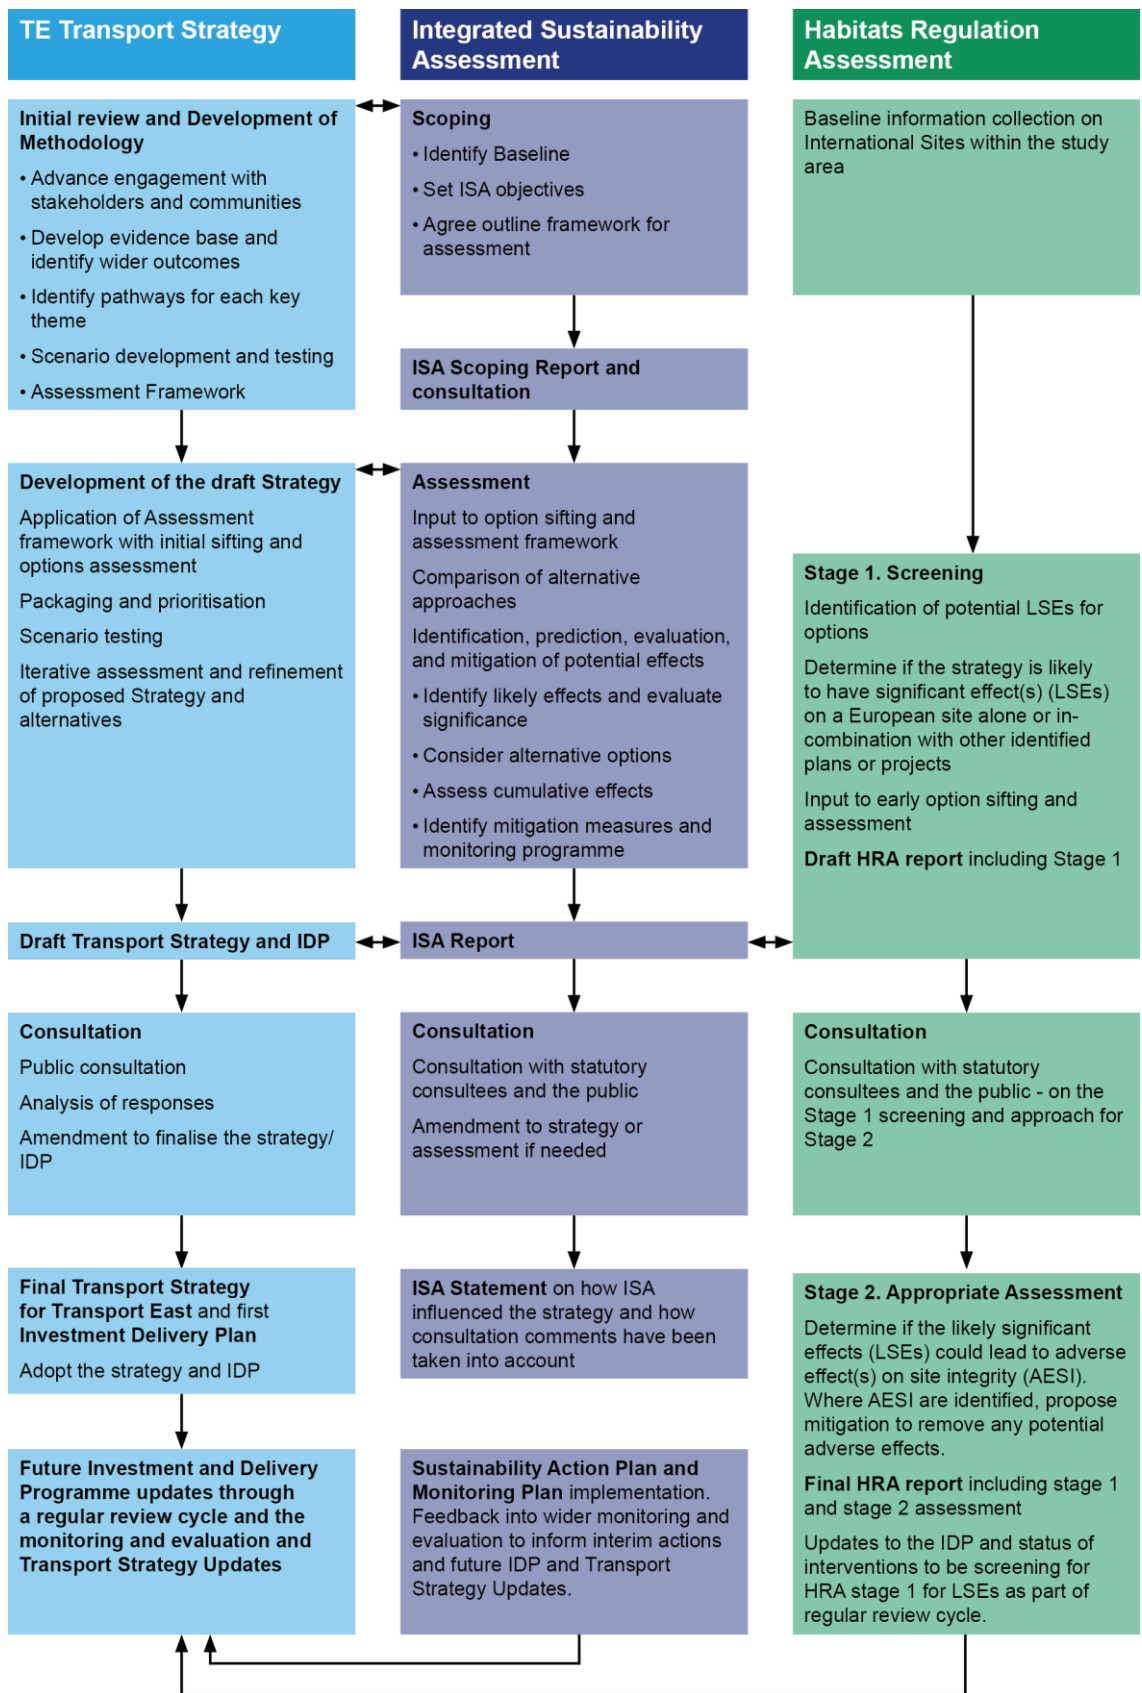 TE Transport Strategy
Initial review and Development of
Methodology
• Advance engagement with
stakeholders and communities
• Develop evidence base and
identify wider outcomes
• Identify pathways for each key
theme
• Scenario development and testing
• Assessment Framework
Development of the draft Strategy
Application of Assessment
framework with initial sifting and
options assessment
Packaging and prioritisation
Scenario testing
Iterative assessment and refinement
of proposed Strategy and
alternatives
Draft Transport Strategy and IDP
Consultation
Public consultation
Analysis of responses
Amendment to finalise the strategy/
IDP
Final Transport Strategy
for Transport East and first
Investment Delivery Plan
Adopt the strategy and IDP
Future Investment and Delivery
Programme updates through
a regular review cycle and the
monitoring and evaluation and
Transport Strategy Updates
Integrated Sustainability
Assessment
Scoping
• Identify Baseline
• Set ISA objectives
• Agree outline framework for
assessment
ISA Scoping Report and
consultation
Assessment
Input to option sifting and
assessment framework
Comparison of alternative
approaches
Identification, prediction, evaluation,
and mitigation of potential effects
• Identify likely effects and evaluate
significance
• Consider alternative options
• Assess cumulative effects
• Identify mitigation measures and
monitoring programme
ISA Report
Consultation
Consultation with statutory
consultees and the public
Amendment to strategy or
assessment if needed
ISA Statement on how ISA
influenced the strategy and how
consultation comments have been
taken into account
Sustainability Action Plan and
Monitoring Plan implementation.
Feedback into wider monitoring and
evaluation to inform interim actions
and future IDP and Transport
Strategy Updates.
Habitats Regulation
Assessment
Baseline information collection on
International Sites within the study
area
Stage 1. Screening
Identification of potential LSEs for
options
Determine if the strategy is likely
to have significant effect(s) (LSEs)
on a European site alone or in-
combination with other identified
plans or projects
Input to early option sifting and
assessment
Draft HRA report including Stage 1
Consultation
Consultation with statutory
consultees and the public - on the
Stage 1 screening and approach for
Stage 2
Stage 2. Appropriate Assessment
Determine if the likely significant
effects (LSEs) could lead to adverse
effect(s) on site integrity (AESI).
Where AESI are identified, propose
mitigation to remove any potential
adverse effects.
Final HRA report including stage 1
and stage 2 assessment
Updates to the IDP and status of
interventions to be screening for
HRA stage 1 for LSEs as part of
regular review cycle.